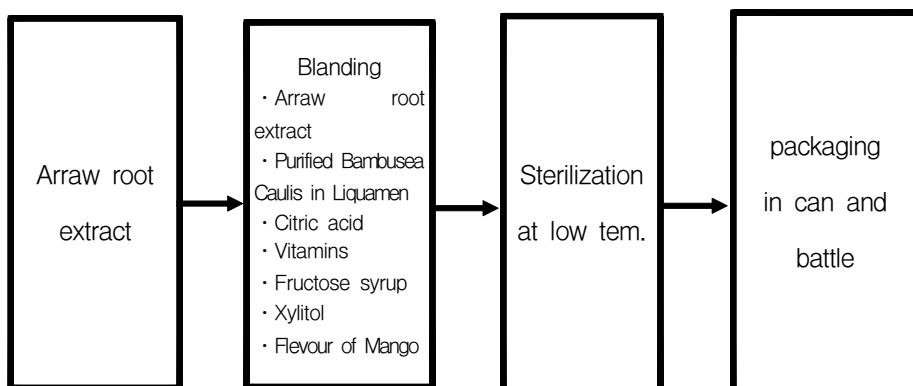 Arraw root
extract
Blanding
· Arraw root
extract
· Purified Bambusea
Caulis in Liquamen
· Citric acid
· Vitamins
· Fructose syrup
· Xylitol
· Flevour of Mango
Sterilization
at low tem.
packaging
in can and
battle